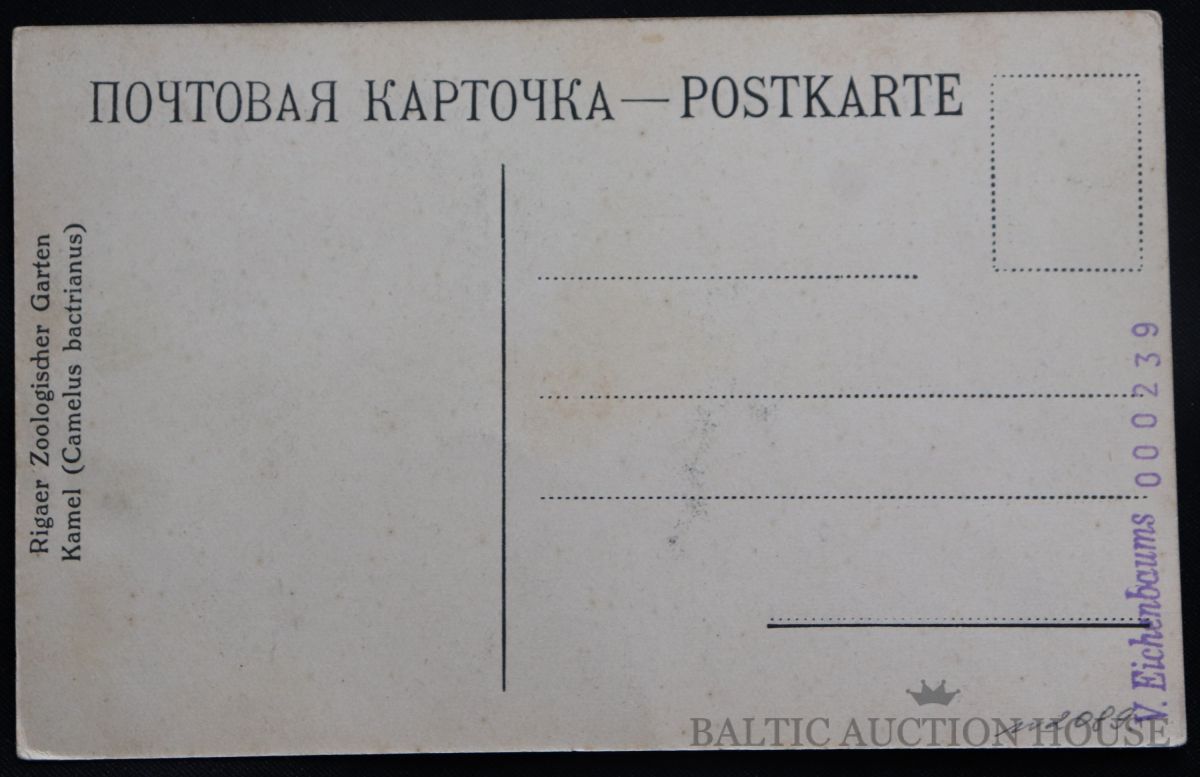 ПОЧТОВАЯ КАРТОЧКА — POSTKARTE
Rigaer Zoologischer Garten
Kamel (Camelus bactrianus)
V. Eichenbaums 000239
BALTIC AUCTION HOUSE